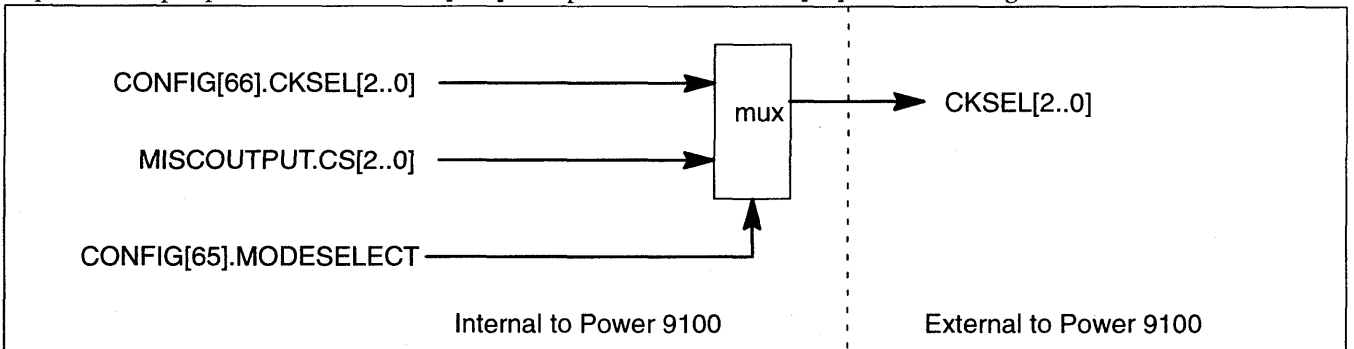 CONFIG[66].CKSEL[2..0]
mux
CKSEL[2..0]
MISCOUTPUT.CS[2..0]
CONFIG[65].MODESELECT
Internal to Power 9100
External to Power 9100